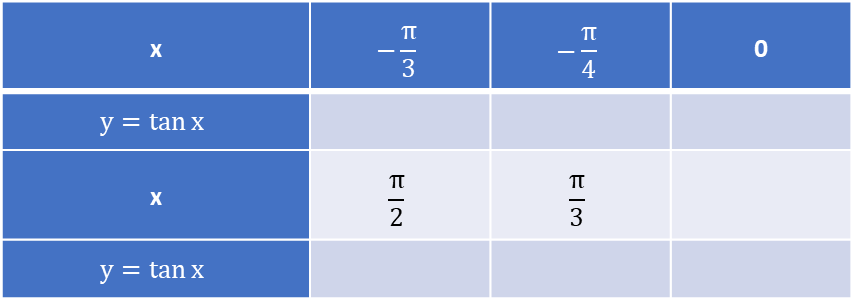 x −π/3 −π/4 0
y = tan x
x π/2 π/3
y = tan x